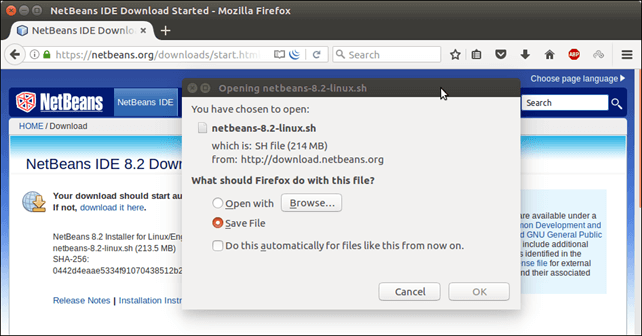 NetBeans IDE Download Started - Mozilla Firefox
NetBeans IDE Downloa
https://netbeans.org/downloads/start.htm
Search
ABP
Choose page language
NetBeans
NetBeans IDE
Search
HOME / Download
NetBeans IDE 8.2 Down
Your download should start au
If not, download it here.
NetBeans 8.2 Installer for Linux/Eng
netbeans-8.2-linux.sh (213.5 MB)
SHA-256:
0442d4eaae5334f91070438512b2
Release Notes | Installation Instr
Opening netbeans-8.2-linux.sh
You have chosen to open:
netbeans-8.2-linux.sh
which is: SH file (214 MB)
from: http://download.netbeans.org
What should Firefox do with this file?
Open with
Browse...
Save File
Do this automatically for files like this from now on.
Cancel
OK
are available under a
mon Development and
d GNU General Public
include additional
s identified in the
ense file for external
nd their associated